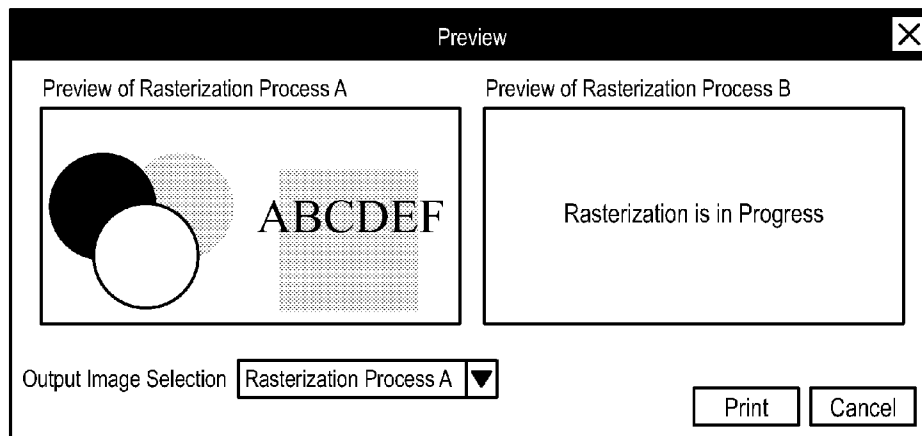 Preview
Preview of Rasterization Process A
Preview of Rasterization Process B
ABCDEF
Rasterization is in Progress
Output Image Selection
Rasterization Process A
Print
Cancel